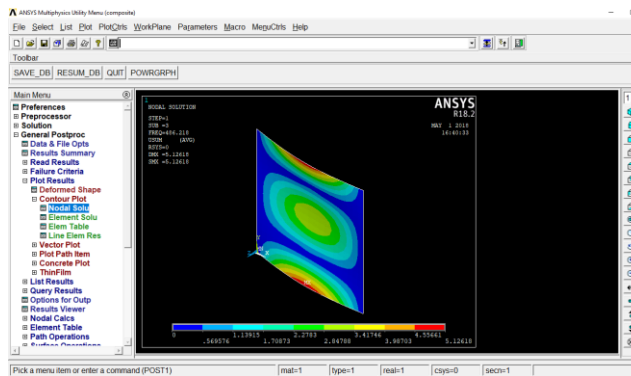 ANSYS Multiphysics Utility Menu (composite)
File Select List Plot PlotCtrls WorkPlane Parameters Macro MenuCtrls Help
Toolbar
SAVE_DB RESUM_DB QUIT POWRGRPH
Main Menu
Preferences
Preprocessor
Solution
General Postproc
Data & File Opts
Results Summary
Read Results
Failure Criteria
Plot Results
Deformed Shape
Contour Plot
Nodal Solu
Element Solu
Elem Table
Line Elem Res
Vector Plot
Plot Path Item
Concrete Plot
ThinFilm
List Results
Query Results
Options for Outp
Results Viewer
Nodal Calcs
Element Table
Path Operations
Surface Operations
1
NODAL SOLUTION
STEP=1
SUB =3
FREQ=486.218
USUM (AVG)
RSYS=0
DMX =5.12618
SMX =5.12618
ANSYS
R18.2
MAY 1 2018
16:40:33
Y
X
MX
0 1.13915 2.2783 3.41746 4.55661
.569576 1.70873 2.84788 3.98703 5.12618
1
Pick a menu item or enter a command (POST1) mat=1 type=1 real=1 csys=0 secn=1